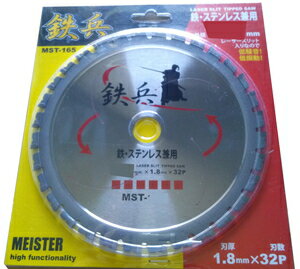 鉄兵
MST-165
LASER SLIT TIPPED SAW
鉄・ステンレス兼用
mm
レーザースリット
入りなので
低騒音!
低振動!
鉄兵
鉄・ステンレス兼用
LASER SLIT TIPPED SAW
×1.8mm×32P
MST-
MEISTER
high functionality
刃厚
刃数
1.8mm×32P